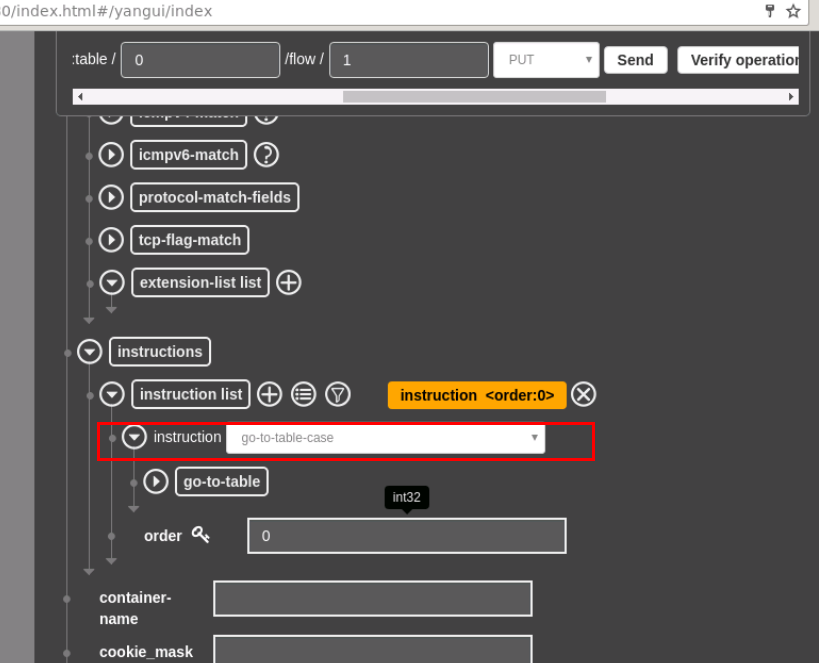 0/index.html#/yangui/index
:table / 0 /flow / 1 PUT Send Verify operation
icmpv4-match ?
icmpv6-match ?
protocol-match-fields
tcp-flag-match
extension-list list
instructions
instruction list instruction <order:0>
instruction go-to-table-case
go-to-table
int32
order 0
container-
name
cookie_mask